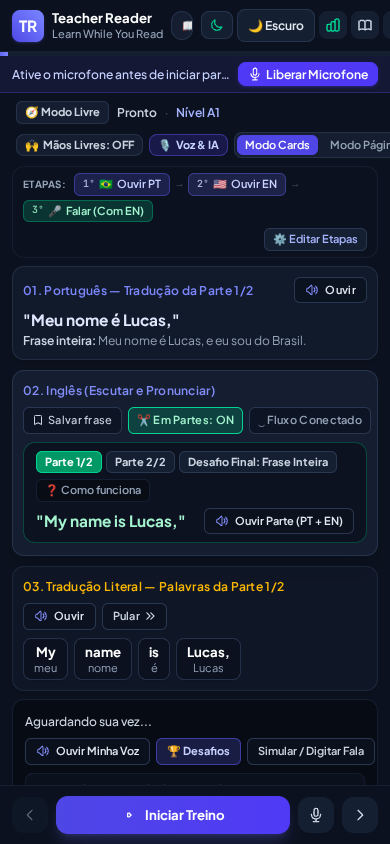 TR Teacher Reader
Learn While You Read
🌙 Escuro
Ative o microfone antes de iniciar par... Liberar Microfone
🧭 Modo Livre Pronto · Nível A1
🙌 Mãos Livres: OFF 🎙️ Voz & IA Modo Cards Modo Págin
ETAPAS: 1° 🇧🇷 Ouvir PT → 2° 🇺🇸 Ouvir EN →
3° 🎤 Falar (Com EN)
⚙️ Editar Etapas
01. Português — Tradução da Parte 1/2 Ouvir
"Meu nome é Lucas,"
Frase inteira: Meu nome é Lucas, e eu sou do Brasil.
02. Inglês (Escutar e Pronunciar)
Salvar frase ✂️ Em Partes: ON Fluxo Conectado
Parte 1/2 Parte 2/2 Desafio Final: Frase Inteira
❓ Como funciona
"My name is Lucas," Ouvir Parte (PT + EN)
03. Tradução Literal — Palavras da Parte 1/2
Ouvir Pular
My name is Lucas,
meu nome é Lucas
Aguardando sua vez...
Ouvir Minha Voz 🏆 Desafios Simular / Digitar Fala
Iniciar Treino